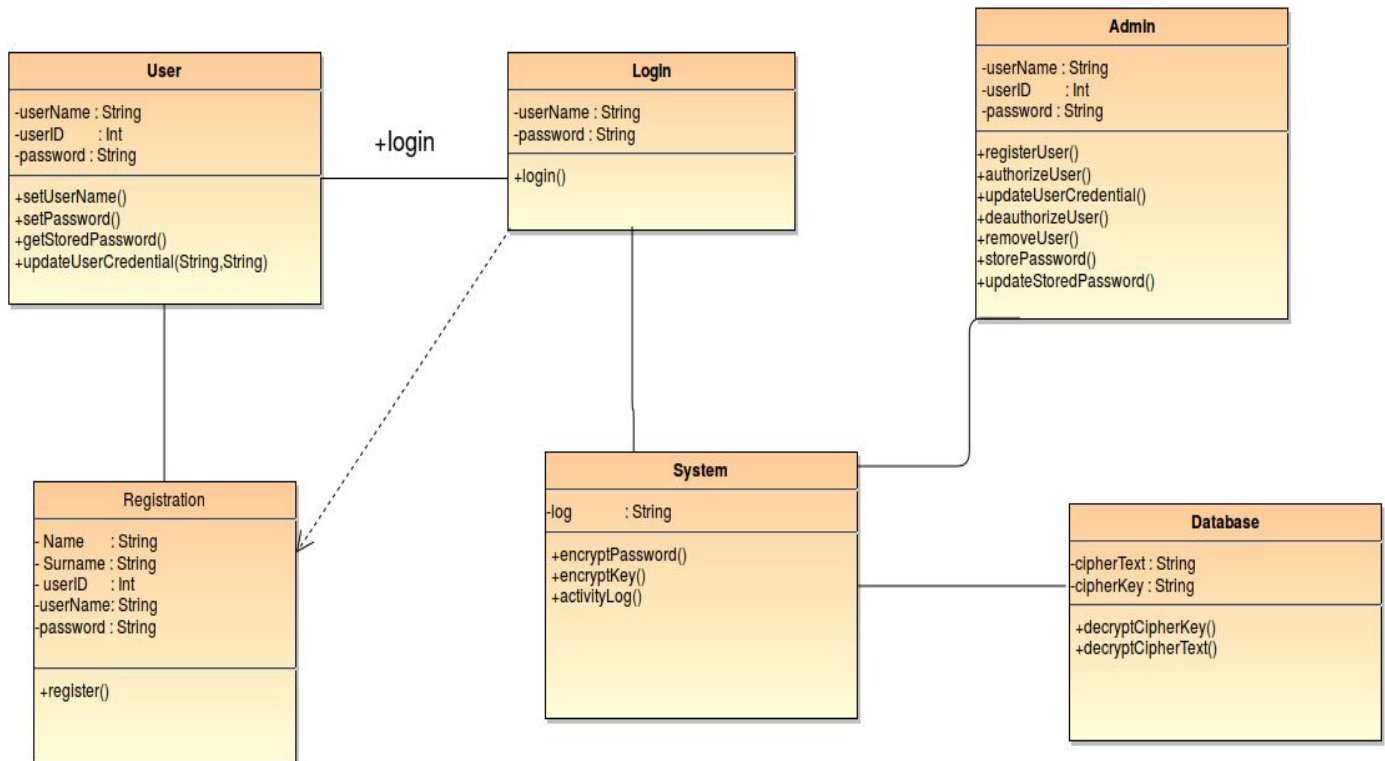 User
-userName : String
-userID : Int
-password : String
+setUserName()
+setPassword()
+getStoredPassword()
+updateUserCredential(String,String)
+login
Login
-userName : String
-password : String
+login()
Admin
-userName : String
-userID : Int
-password : String
+registerUser()
+authorizeUser()
+updateUserCredential()
+deauthorizeUser()
+removeUser()
+storePassword()
+updateStoredPassword()
Registration
- Name : String
- Surname : String
- userID : Int
-userName: String
-password : String
+register()
System
-log : String
+encryptPassword()
+encryptKey()
+activityLog()
Database
-cipherText : String
-cipherKey : String
+decryptCipherKey()
+decryptCipherText()